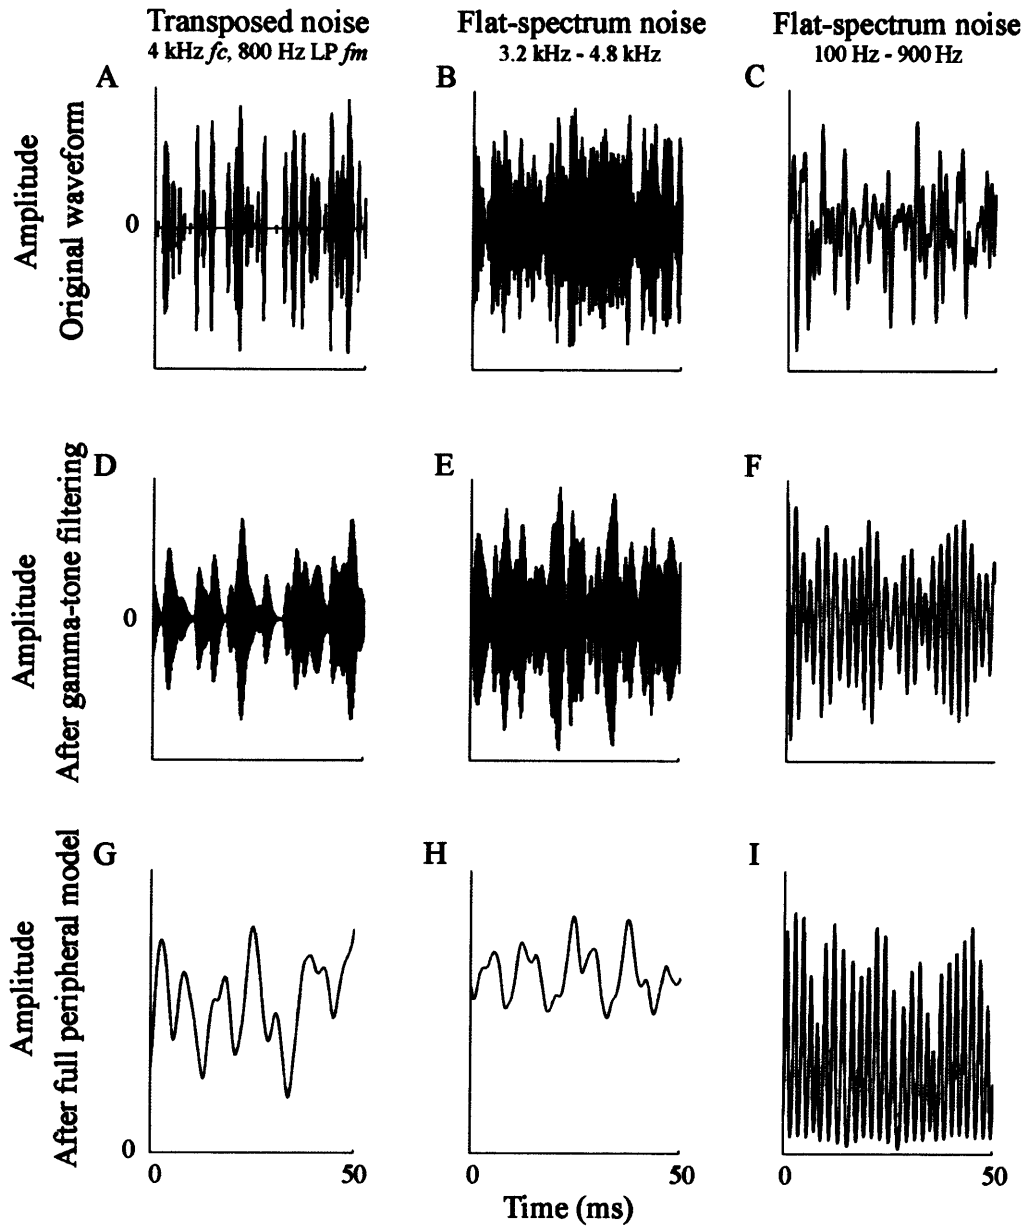 Transposed noise
4 kHz fc, 800 Hz LP fm
Flat-spectrum noise
3.2 kHz - 4.8 kHz
Flat-spectrum noise
100 Hz - 900 Hz
A
B
C
Amplitude
Original waveform
0
D
E
F
Amplitude
After gamma-tone filtering
0
G
H
I
Amplitude
After full peripheral model
0
0
50
0
50
0
50
Time (ms)